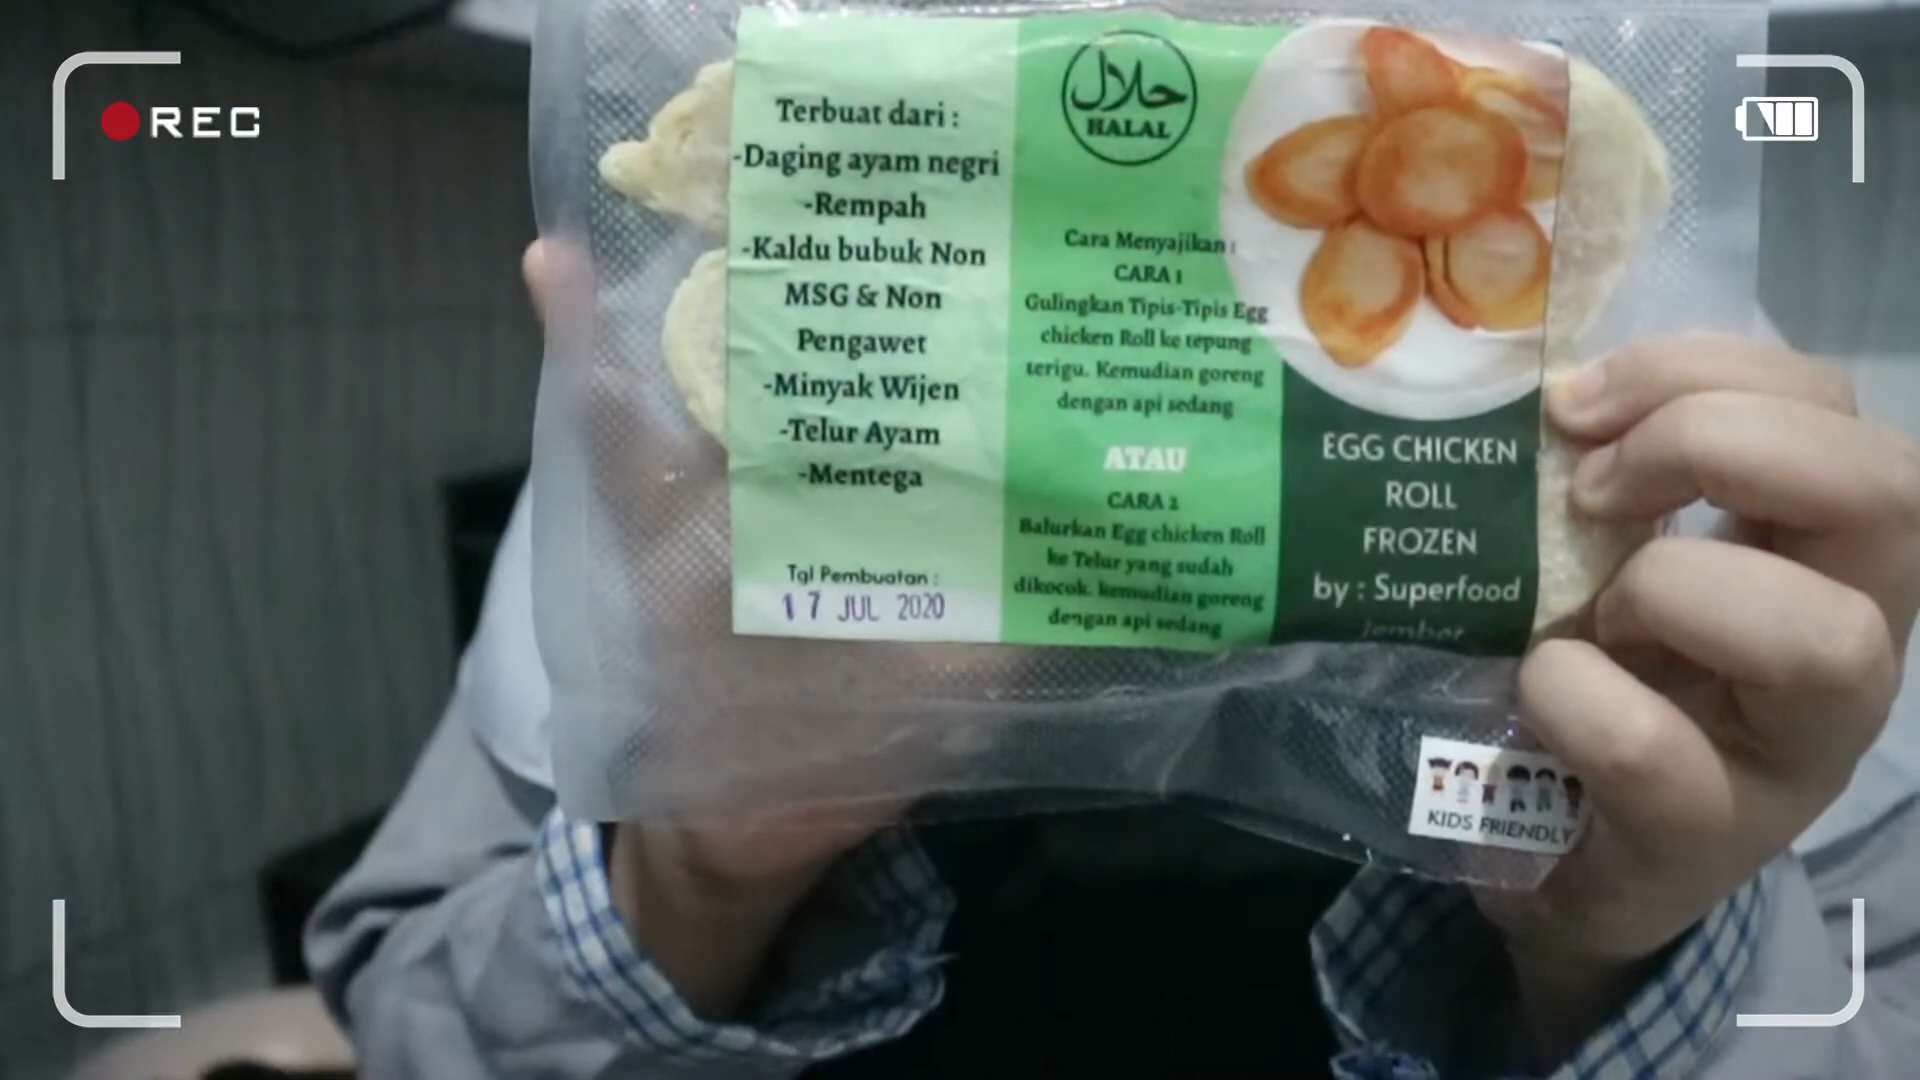 REC
Terbuat dari :
-Daging ayam negri
-Rempah
-Kaldu bubuk Non
MSG & Non
Pengawet
-Minyak Wijen
-Telur Ayam
-Mentega
Tgl Pembuatan :
17 JUL 2020
حلال
HALAL
Cara Menyajikan :
CARA 1
Gulingkan Tipis-Tipis Egg
chicken Roll ke tepung
terigu. Kemudian goreng
dengan api sedang
ATAU
CARA 2
Balurkan Egg chicken Roll
ke Telur yang sudah
dikocok. kemudian goreng
dengan api sedang
EGG CHICKEN
ROLL
FROZEN
by : Superfood
Jember
KIDS FRIENDLY